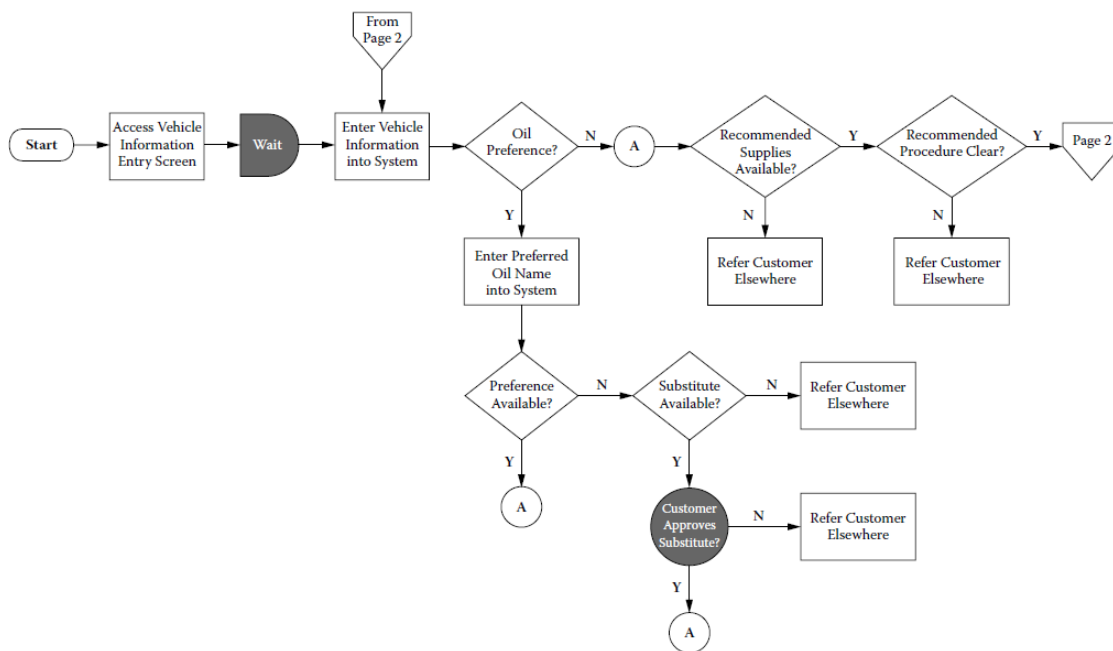 From
Page 2
Start
Access Vehicle
Information
Entry Screen
Wait
Enter Vehicle
Information
into System
Oil
Preference?
N
A
Recommended
Supplies
Available?
Y
Recommended
Procedure Clear?
Y
Page 2
Y
N
N
Enter Preferred
Oil Name
into System
Refer Customer
Elsewhere
Refer Customer
Elsewhere
Preference
Available?
N
Substitute
Available?
N
Refer Customer
Elsewhere
Y
Y
A
Customer
Approves
Substitute?
N
Refer Customer
Elsewhere
Y
A